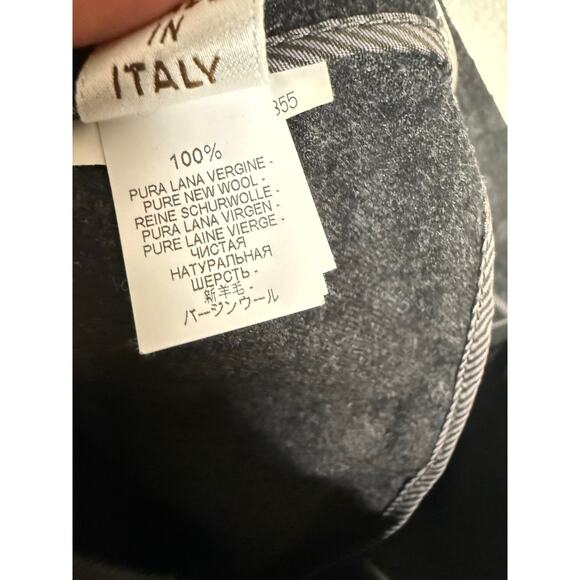 IN
ITALY
355
100%
PURA LANA VERGINE -
PURE NEW WOOL -
REINE SCHURWOLLE -
PURA LANA VIRGEN -
PURE LAINE VIERGE -
ЧИСТАЯ
НАТУРАЛЬНАЯ
ШЕРСТЬ -
新羊毛 -
バージンウール